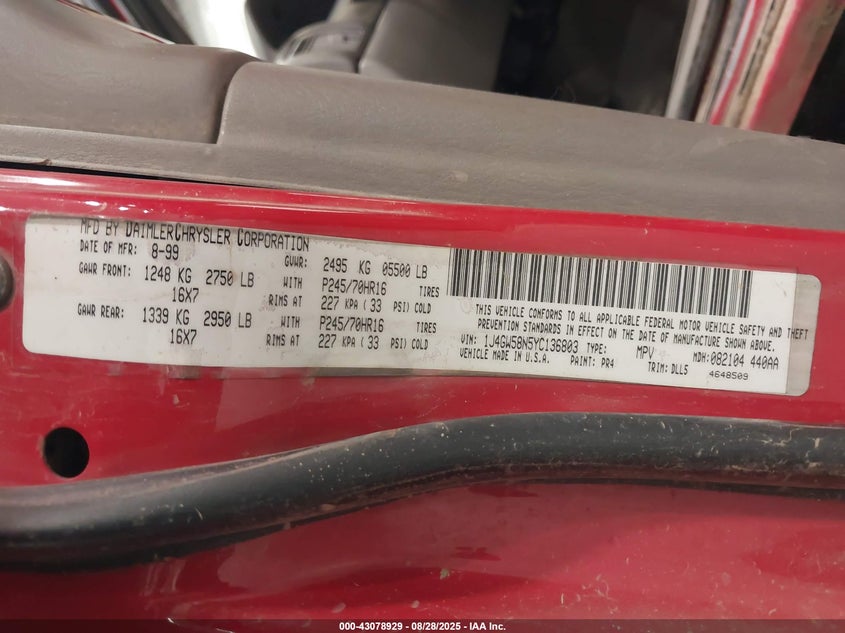 MFD BY DAIMLERCHRYSLER CORPORATION
DATE OF MFR: 8-99 GVWR: 2495 KG 05500 LB
GAWR FRONT: 1248 KG 2750 LB WITH P245/70HR16 TIRES
16X7 RIMS AT 227 KPA ( 33 PSI) COLD
GAWR REAR: 1339 KG 2950 LB WITH P245/70HR16 TIRES
16X7 RIMS AT 227 KPA ( 33 PSI) COLD
THIS VEHICLE CONFORMS TO ALL APPLICABLE FEDERAL MOTOR VEHICLE SAFETY AND THEFT
PREVENTION STANDARDS IN EFFECT ON THE DATE OF MANUFACTURE SHOWN ABOVE.
VIN: 1J4GW58N5YC136803 TYPE: MPV MDH: 082104 440AA
VEHICLE MADE IN U.S.A. PAINT: PR4 TRIM: DLL5
4648509
000-43078929 - 08/28/2025 - IAA Inc.